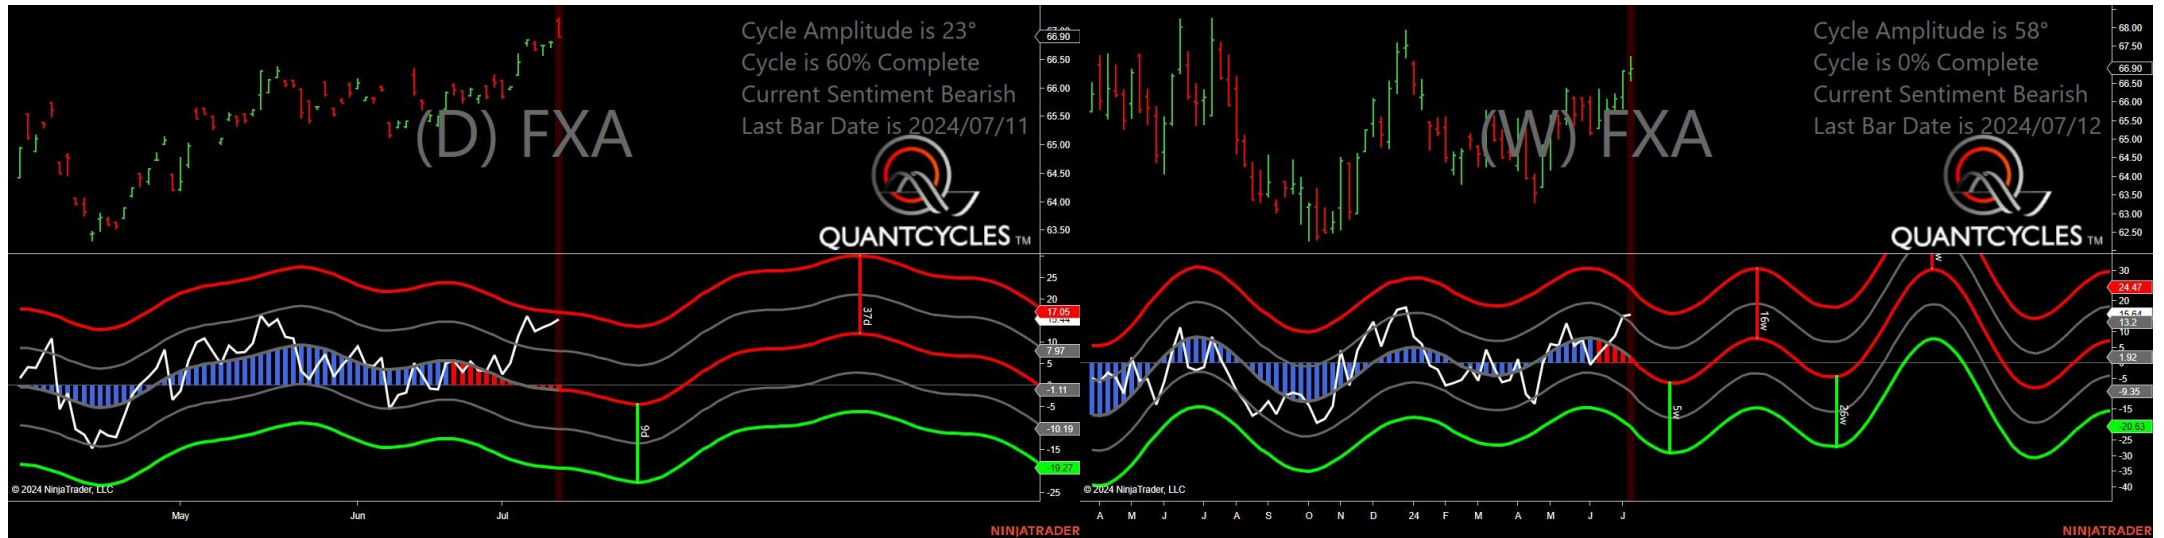 Cycle Amplitude is 23°
Cycle is 60% Complete
Current Sentiment Bearish
Last Bar Date is 2024/07/11
(D) FXA
QUANTCYCLES TM
66.90
66.50
66.00
65.50
65.00
64.50
64.00
63.50
25
20
17.05
15.44
10
7.97
5
-1.11
-5
-10.19
-15
-19.27
-25
37d
9d
© 2024 NinjaTrader, LLC
May Jun Jul
NINJATRADER
Cycle Amplitude is 58°
Cycle is 0% Complete
Current Sentiment Bearish
Last Bar Date is 2024/07/12
(W) FXA
QUANTCYCLES TM
68.00
67.50
66.90
66.50
66.00
65.50
65.00
64.50
64.00
63.50
63.00
62.50
30
24.47
20
15.64
13.2
10
5
1.92
-5
-9.35
-15
-20.63
-25
-30
-35
-40
16w
5w
26w
w
© 2024 NinjaTrader, LLC
A M J J A S O N D 24 F M A M J J
NINJATRADER